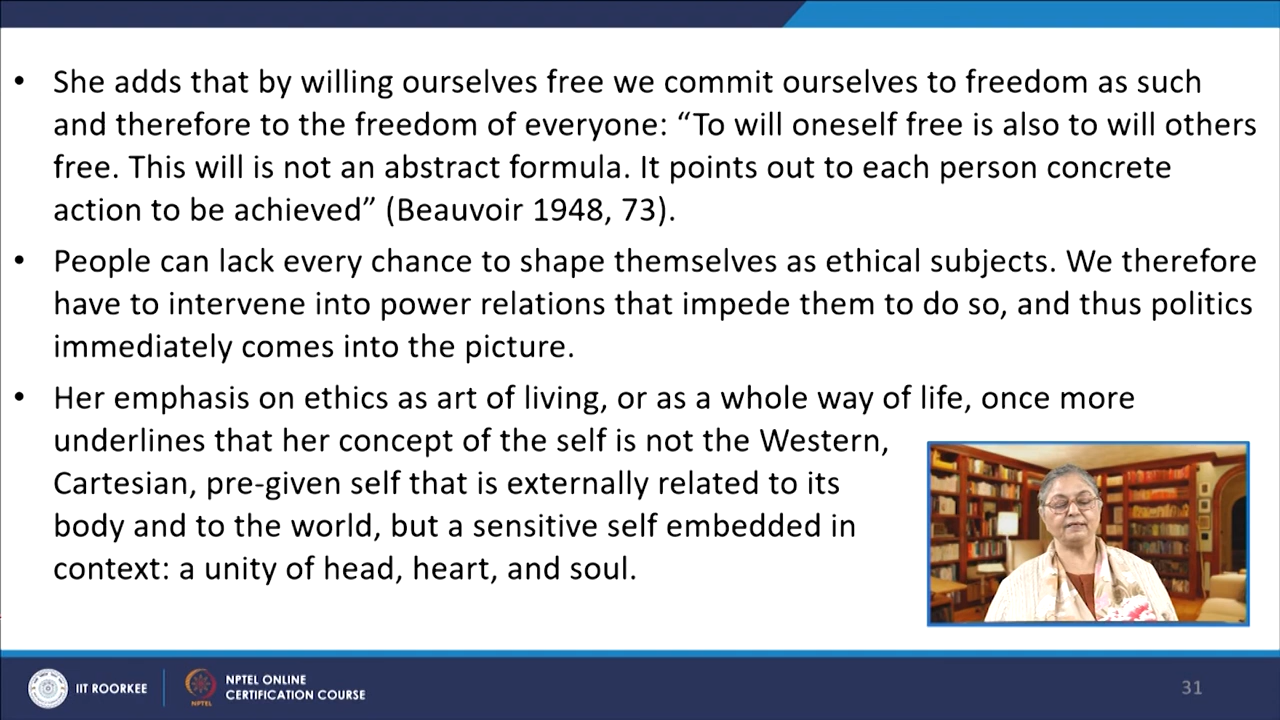 • She adds that by willing ourselves free we commit ourselves to freedom as such
and therefore to the freedom of everyone: “To will oneself free is also to will others
free. This will is not an abstract formula. It points out to each person concrete
action to be achieved” (Beauvoir 1948, 73).
• People can lack every chance to shape themselves as ethical subjects. We therefore
have to intervene into power relations that impede them to do so, and thus politics
immediately comes into the picture.
• Her emphasis on ethics as art of living, or as a whole way of life, once more
underlines that her concept of the self is not the Western,
Cartesian, pre-given self that is externally related to its
body and to the world, but a sensitive self embedded in
context: a unity of head, heart, and soul.
IIT ROORKEE
NPTEL
NPTEL ONLINE
CERTIFICATION COURSE
31